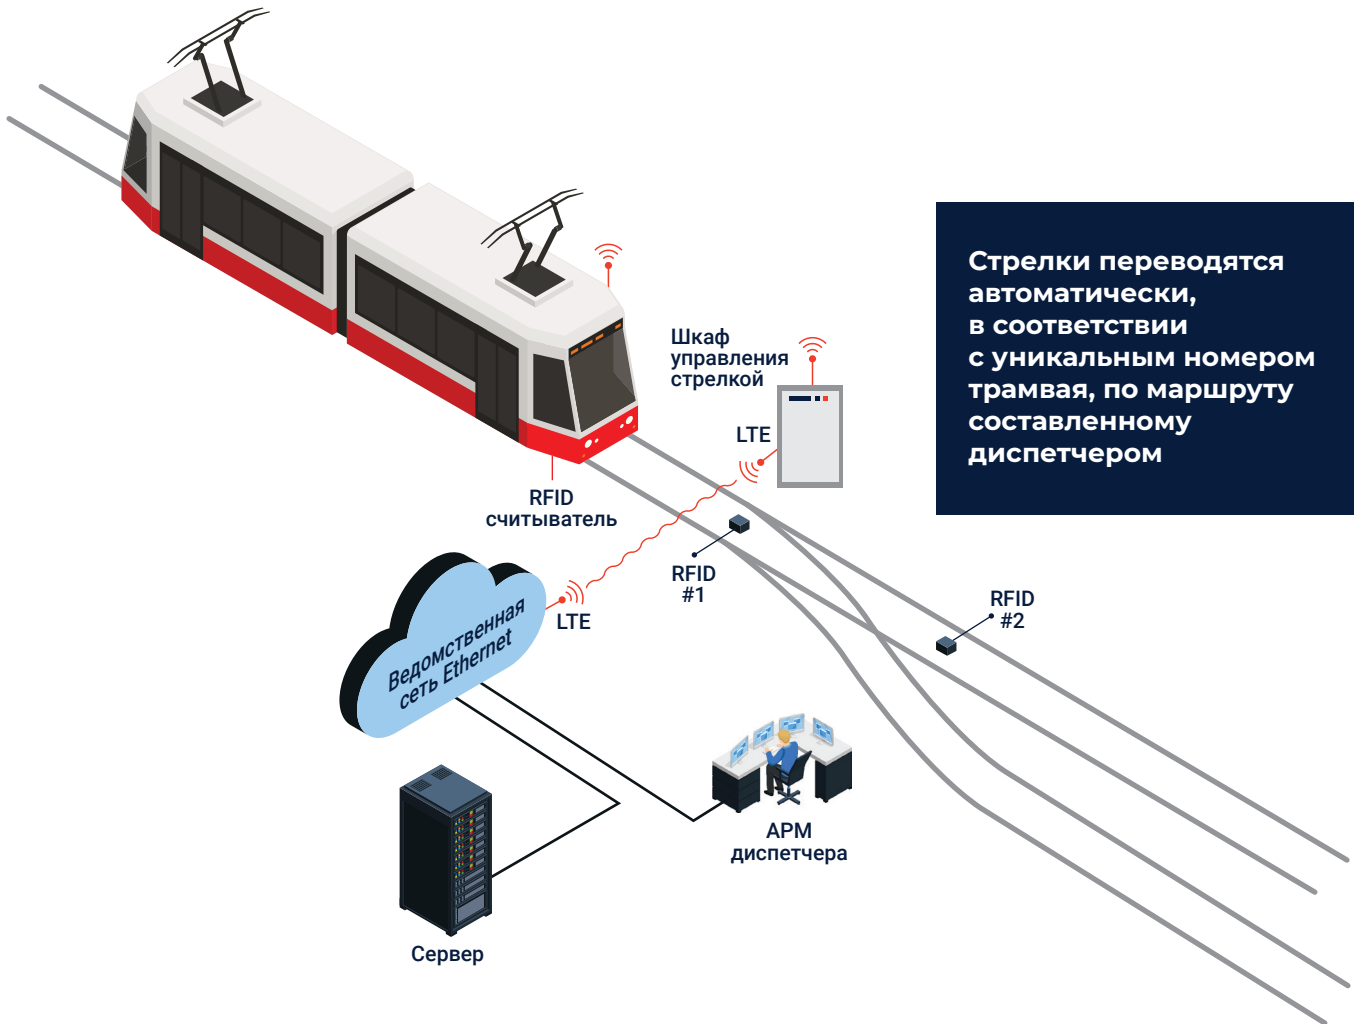 Стрелки переводятся
автоматически,
в соответствии
с уникальным номером
трамвая, по маршруту
составленному
диспетчером
Шкаф
управления
стрелкой
LTE
RFID
считыватель
RFID
#1
RFID
#2
LTE
Ведомственная
сеть Ethernet
АРМ
диспетчера
Сервер